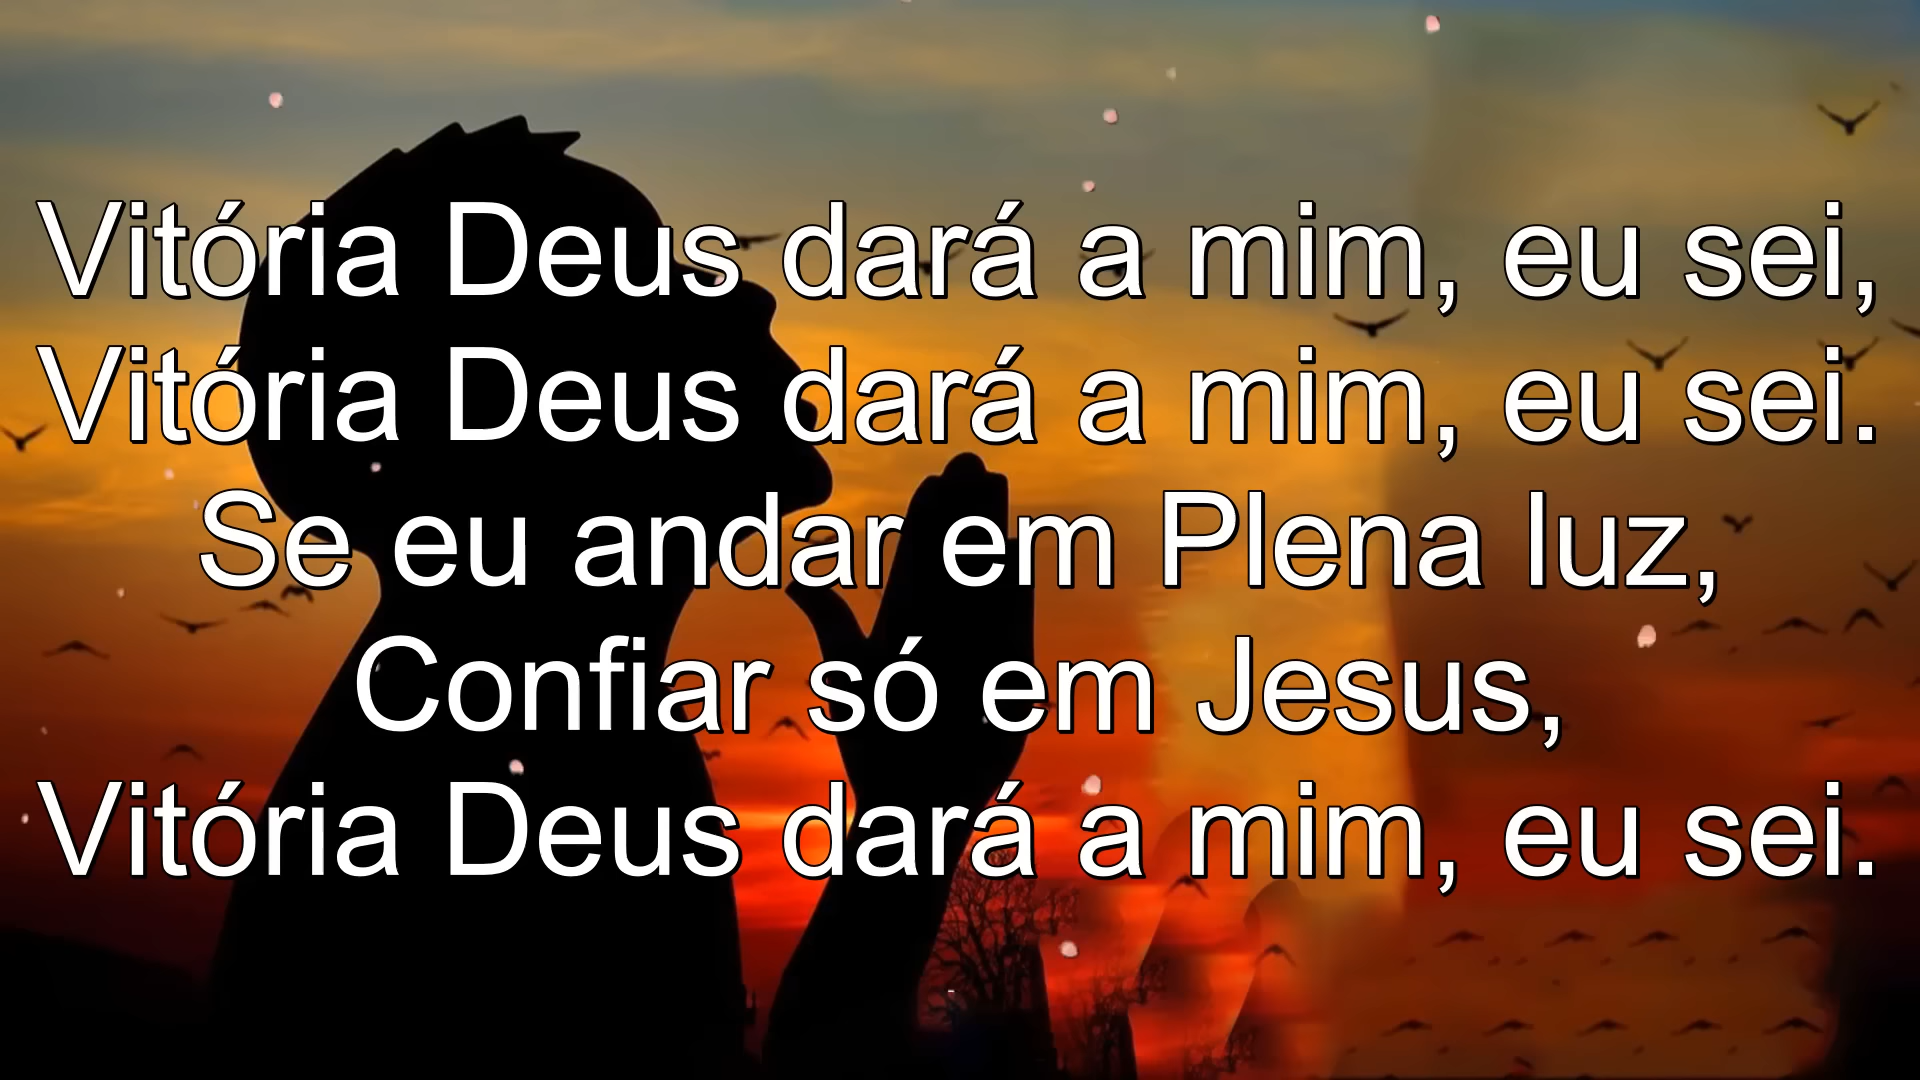 Vitória Deus dará a mim, eu sei,
Vitória Deus dará a mim, eu sei.
Se eu andar em Plena luz,
Confiar só em Jesus,
Vitória Deus dará a mim, eu sei.